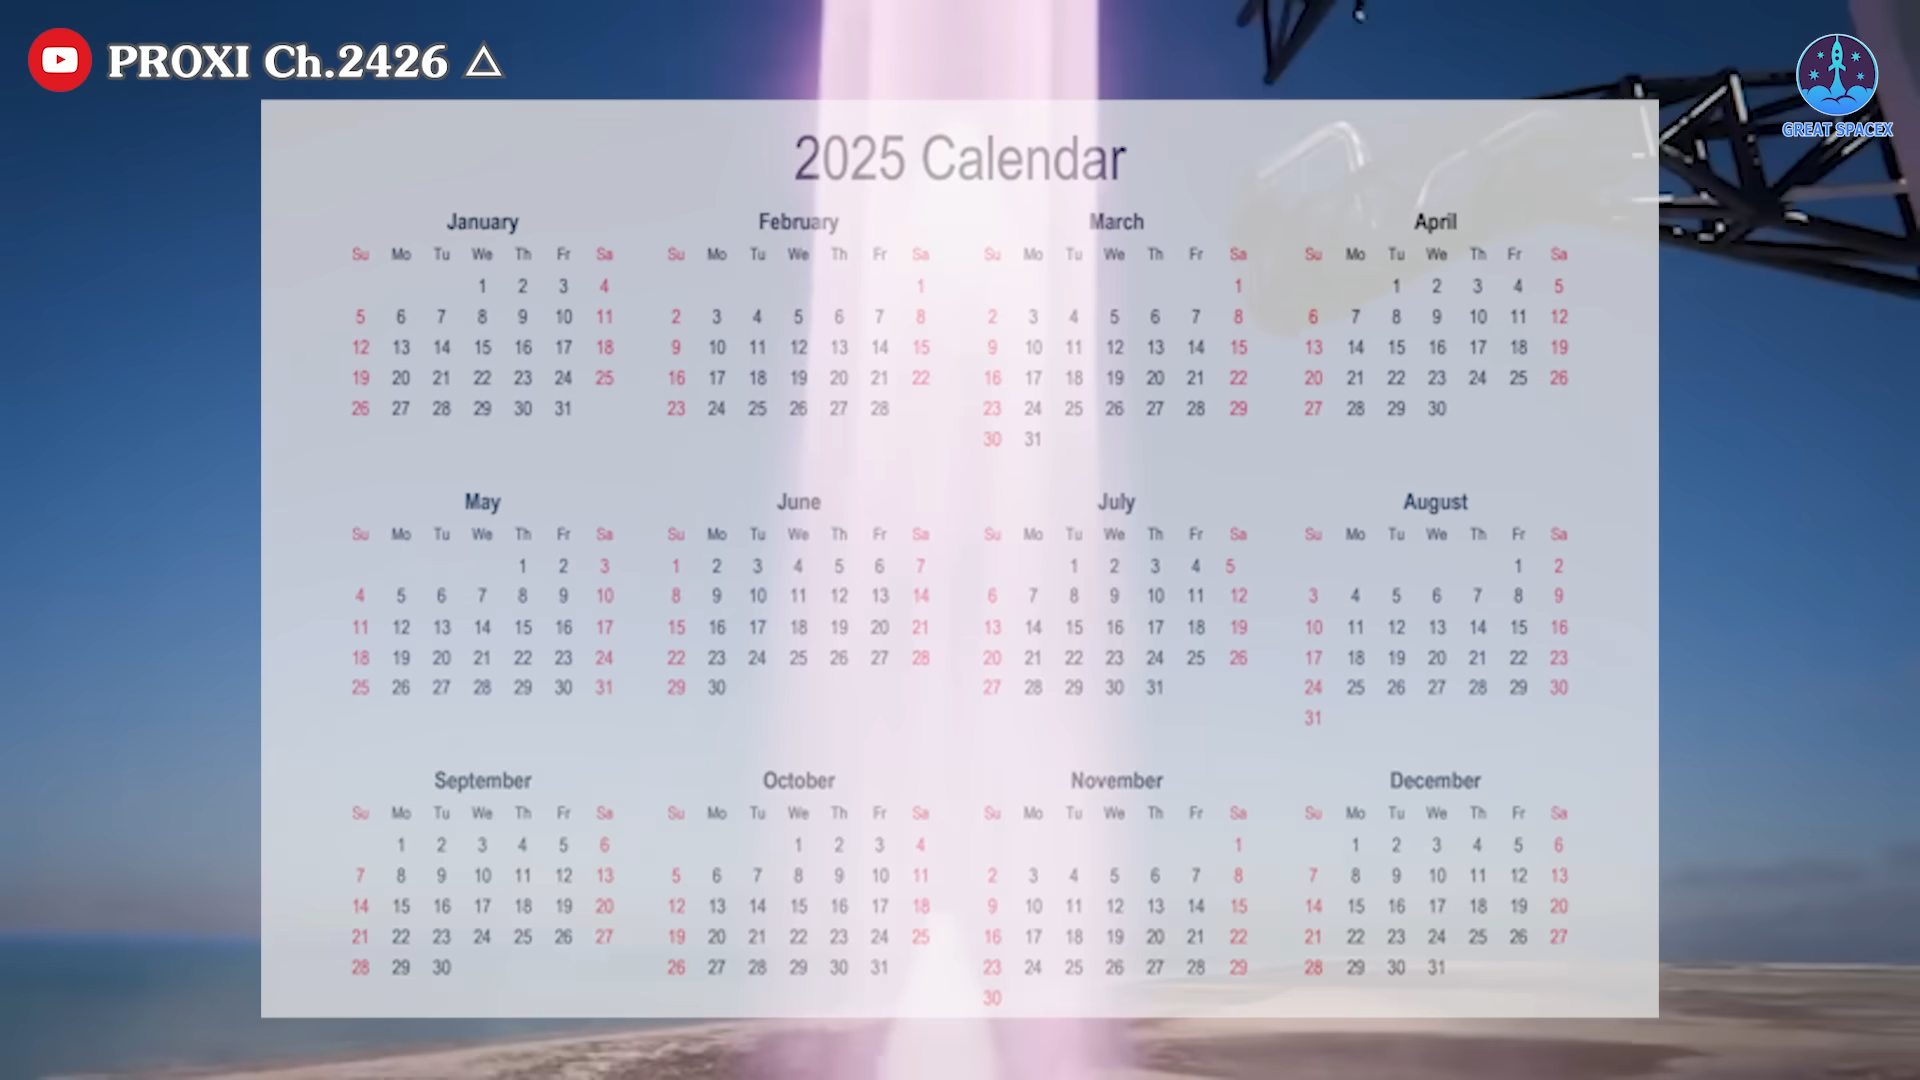 PROXI Ch.2426 △
GREAT SPACEX
2025 Calendar
January February March April
Su Mo Tu We Th Fr Sa Su Mo Tu We Th Fr Sa Su Mo Tu We Th Fr Sa Su Mo Tu We Th Fr Sa
1 2 3 4 1 1 1 2 3 4 5
5 6 7 8 9 10 11 2 3 4 5 6 7 8 2 3 4 5 6 7 8 6 7 8 9 10 11 12
12 13 14 15 16 17 18 9 10 11 12 13 14 15 9 10 11 12 13 14 15 13 14 15 16 17 18 19
19 20 21 22 23 24 25 16 17 18 19 20 21 22 16 17 18 19 20 21 22 20 21 22 23 24 25 26
26 27 28 29 30 31 23 24 25 26 27 28 23 24 25 26 27 28 29 27 28 29 30
30 31
May June July August
Su Mo Tu We Th Fr Sa Su Mo Tu We Th Fr Sa Su Mo Tu We Th Fr Sa Su Mo Tu We Th Fr Sa
1 2 3 1 2 3 4 5 6 7 1 2 3 4 5 1 2
4 5 6 7 8 9 10 8 9 10 11 12 13 14 6 7 8 9 10 11 12 3 4 5 6 7 8 9
11 12 13 14 15 16 17 15 16 17 18 19 20 21 13 14 15 16 17 18 19 10 11 12 13 14 15 16
18 19 20 21 22 23 24 22 23 24 25 26 27 28 20 21 22 23 24 25 26 17 18 19 20 21 22 23
25 26 27 28 29 30 31 29 30 27 28 29 30 31 24 25 26 27 28 29 30
31
September October November December
Su Mo Tu We Th Fr Sa Su Mo Tu We Th Fr Sa Su Mo Tu We Th Fr Sa Su Mo Tu We Th Fr Sa
1 2 3 4 5 6 1 2 3 4 1 1 2 3 4 5 6
7 8 9 10 11 12 13 5 6 7 8 9 10 11 2 3 4 5 6 7 8 7 8 9 10 11 12 13
14 15 16 17 18 19 20 12 13 14 15 16 17 18 9 10 11 12 13 14 15 14 15 16 17 18 19 20
21 22 23 24 25 26 27 19 20 21 22 23 24 25 16 17 18 19 20 21 22 21 22 23 24 25 26 27
28 29 30 26 27 28 29 30 31 23 24 25 26 27 28 29 28 29 30 31
30